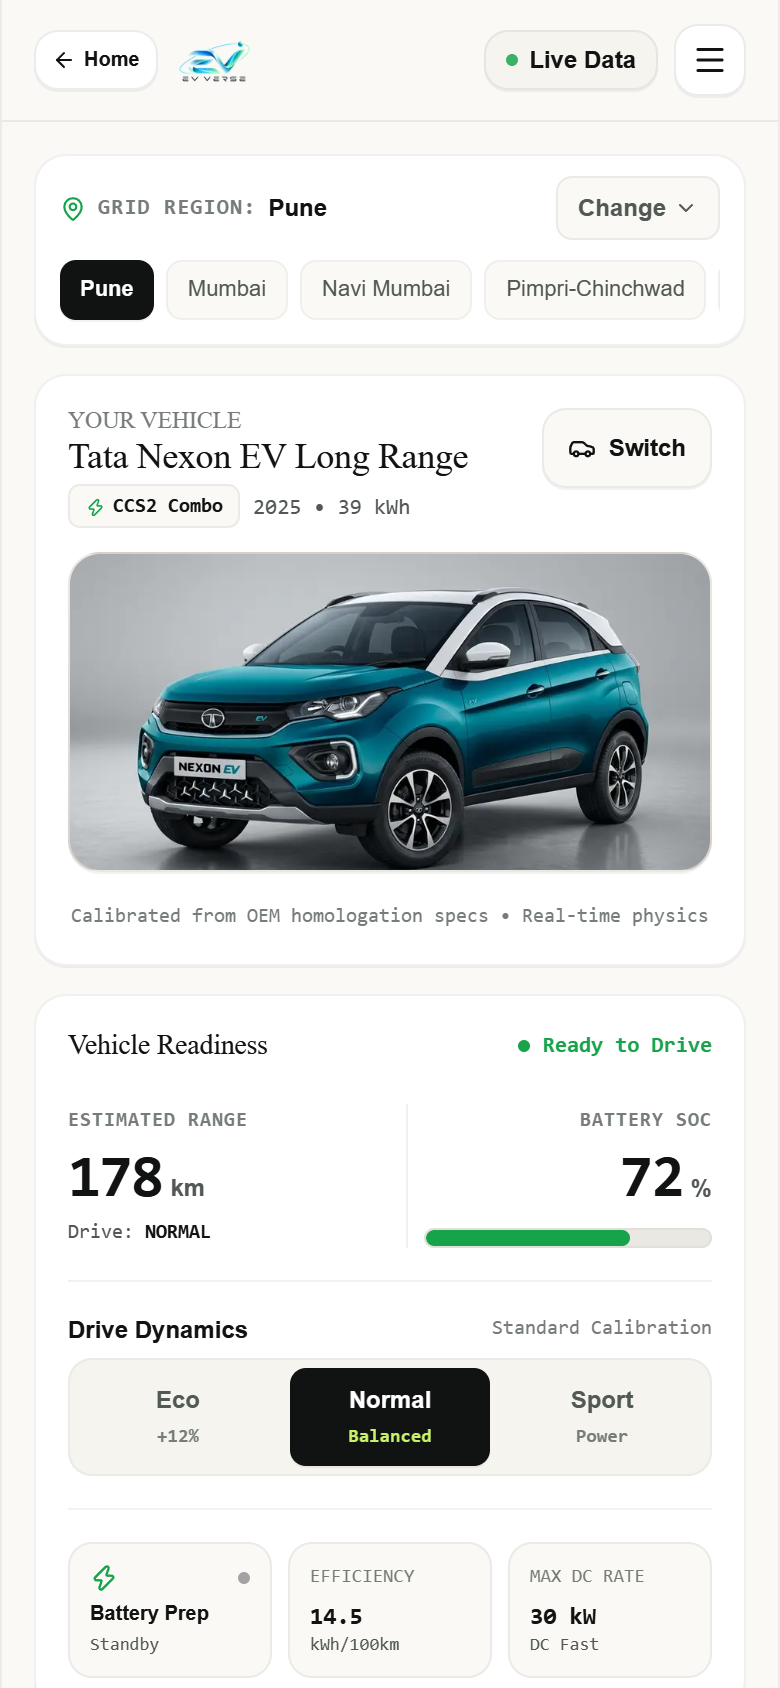 Home
EV VERSE
Live Data
GRID REGION: Pune
Change
Pune
Mumbai
Navi Mumbai
Pimpri-Chinchwad
YOUR VEHICLE
Tata Nexon EV Long Range
Switch
CCS2 Combo
2025 • 39 kWh
EV
NEXON EV
Calibrated from OEM homologation specs • Real-time physics
Vehicle Readiness
Ready to Drive
ESTIMATED RANGE
BATTERY SOC
178 km
72 %
Drive: NORMAL
Drive Dynamics
Standard Calibration
Eco
Normal
Sport
+12%
Balanced
Power
Battery Prep
Standby
EFFICIENCY
14.5
kWh/100km
MAX DC RATE
30 kW
DC Fast